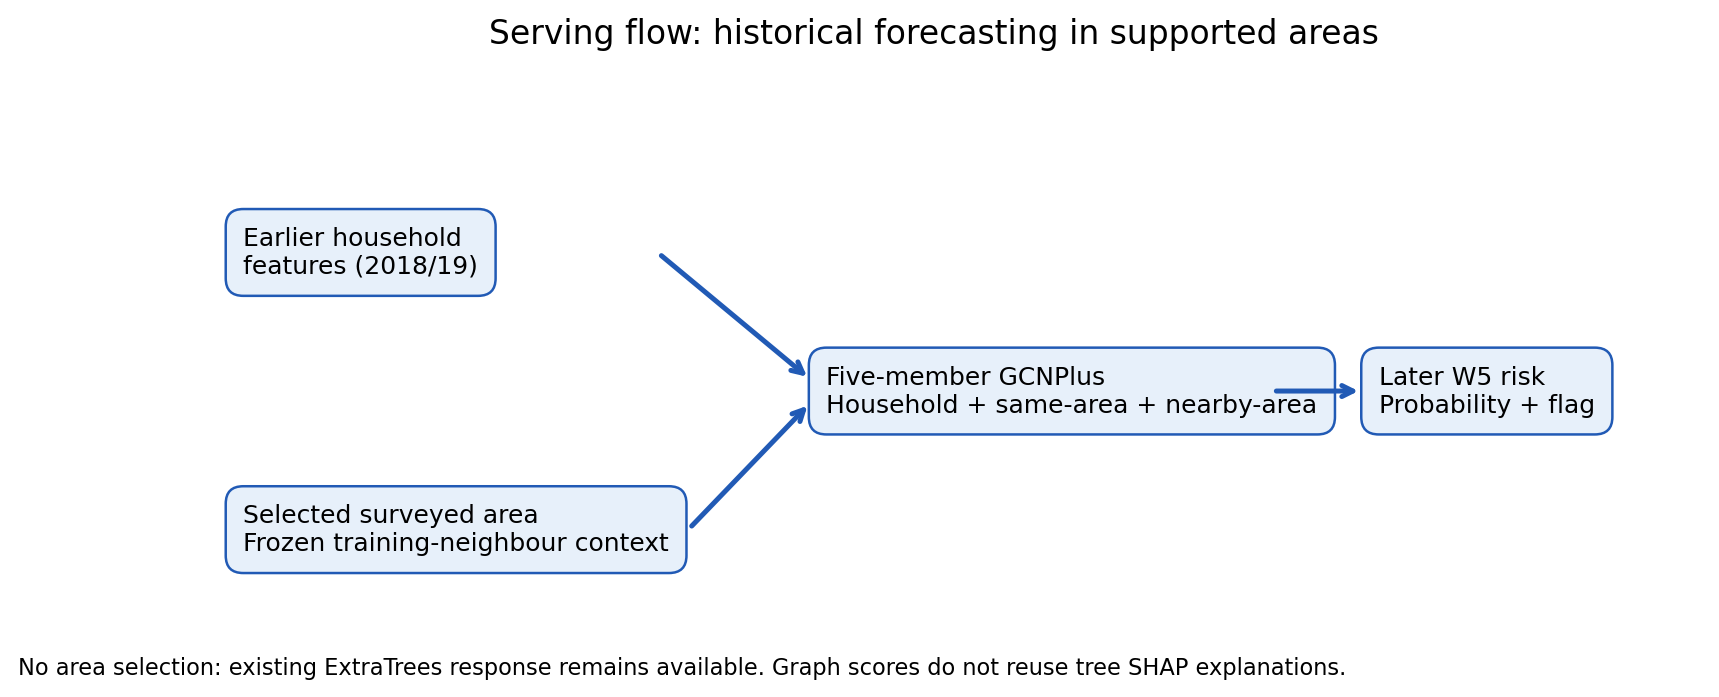 Serving flow: historical forecasting in supported areas
Earlier household
features (2018/19)
Five-member GCNPlus
Household + same-area + nearby-area
Later W5 risk
Probability + flag
Selected surveyed area
Frozen training-neighbour context
No area selection: existing ExtraTrees response remains available. Graph scores do not reuse tree SHAP explanations.